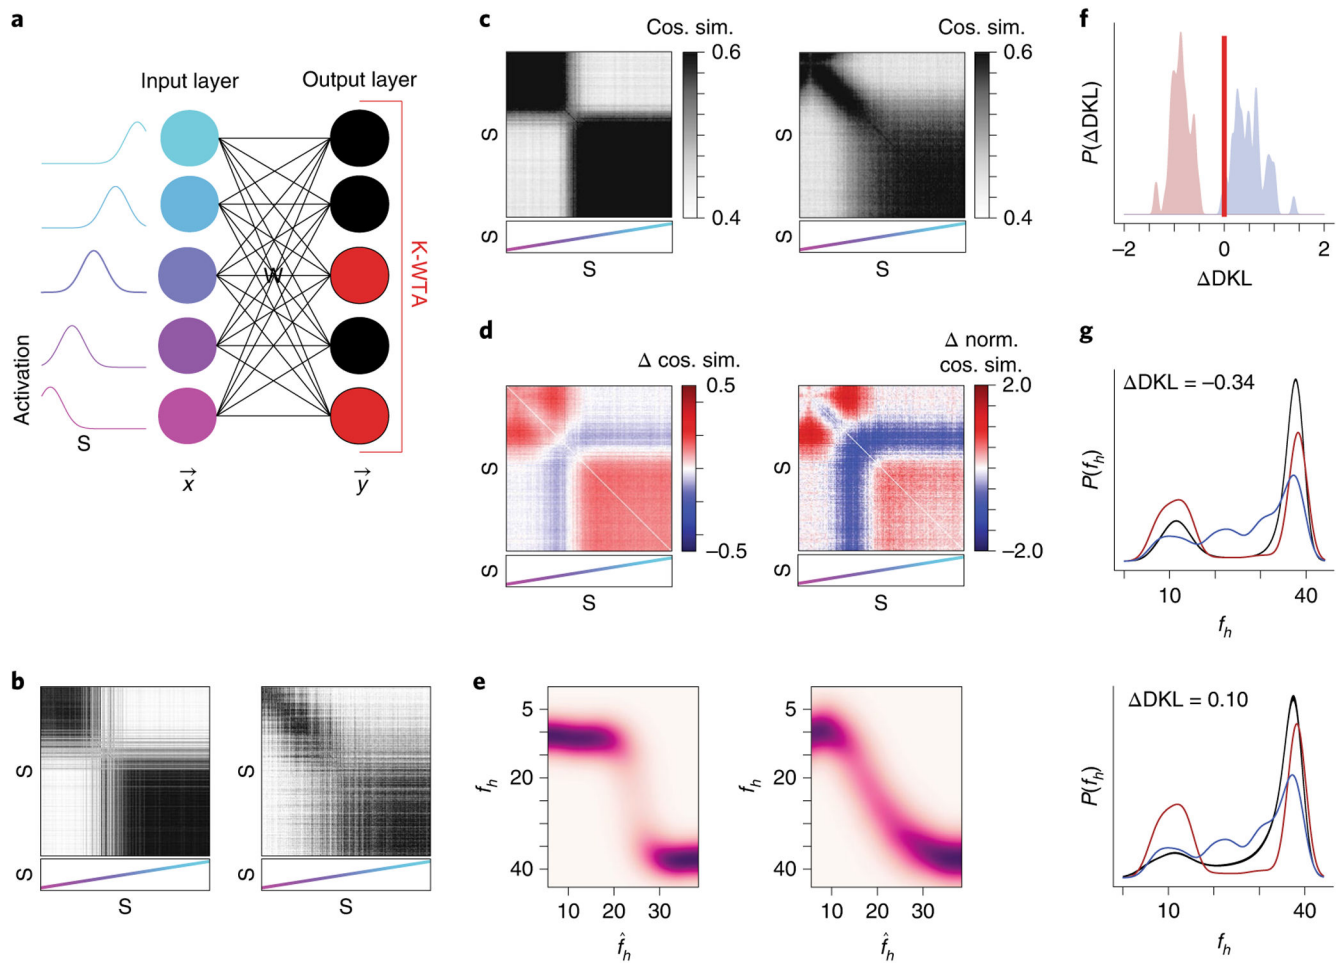 a
Input layer
Output layer
W
K-WTA
Activation
S
x
y
b
S
S
S
S
S
S
c
Cos. sim.
0.6
0.4
S
S
S
Cos. sim.
0.6
0.4
S
S
S
d
Δ cos. sim.
0.5
–0.5
S
S
S
Δ norm.
cos. sim.
2.0
–2.0
S
S
S
e
5
20
40
f_h
10 20 30
f̂_h
5
20
40
f_h
10 20 30
f̂_h
f
P(ΔDKL)
–2 0 2
ΔDKL
g
ΔDKL = –0.34
P(f_h)
10 40
f_h
ΔDKL = 0.10
P(f_h)
10 40
f_h